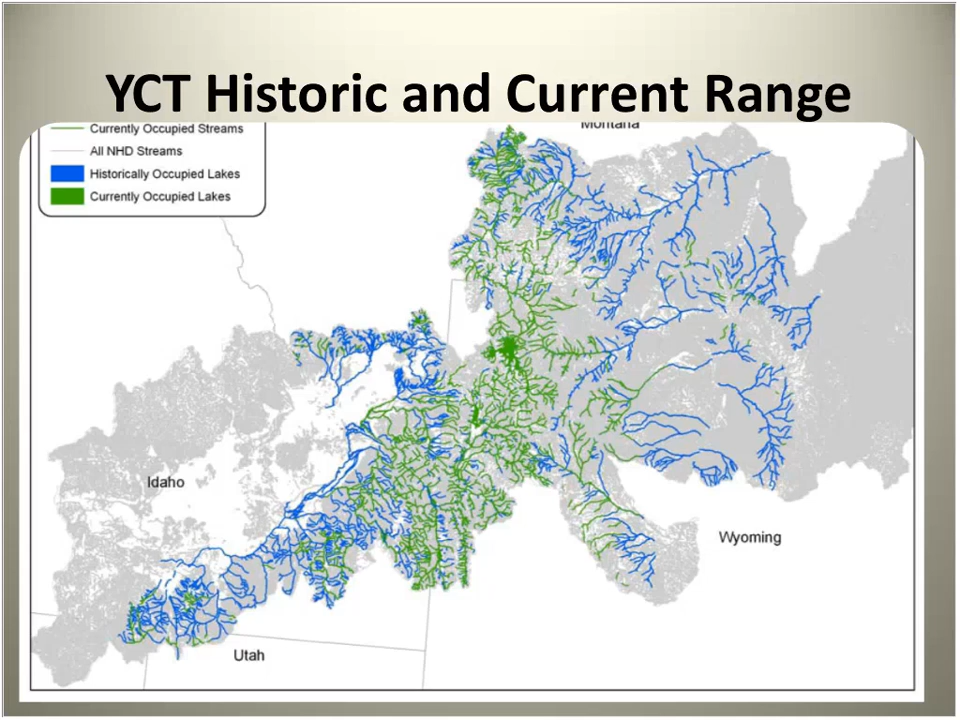 YCT Historic and Current Range
Currently Occupied Streams
All NHD Streams
Historically Occupied Lakes
Currently Occupied Lakes
Montana
Idaho
Wyoming
Utah